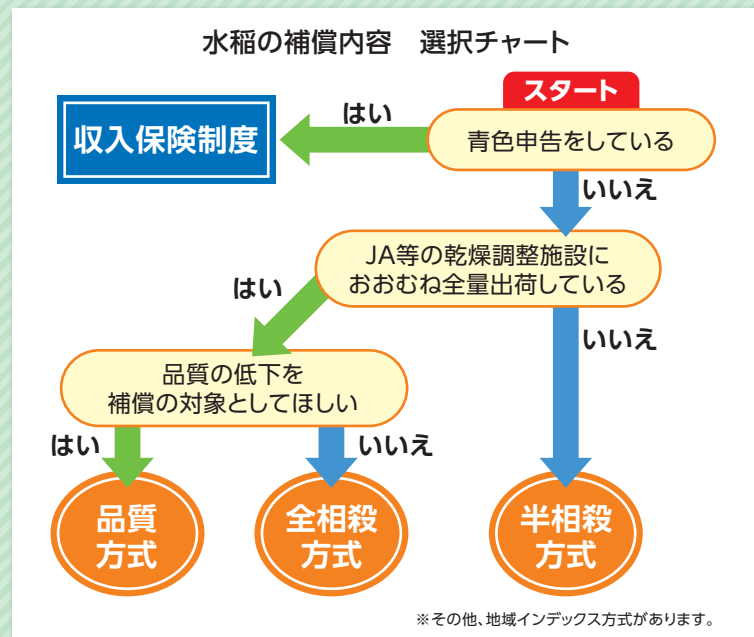 水稲の補償内容　選択チャート
スタート
青色申告をしている
はい
収入保険制度
いいえ
JA等の乾燥調整施設に
おおむね全量出荷している
はい
いいえ
品質の低下を
補償の対象としてほしい
はい
いいえ
品質
方式
全相殺
方式
半相殺
方式
※その他、地域インデックス方式があります。